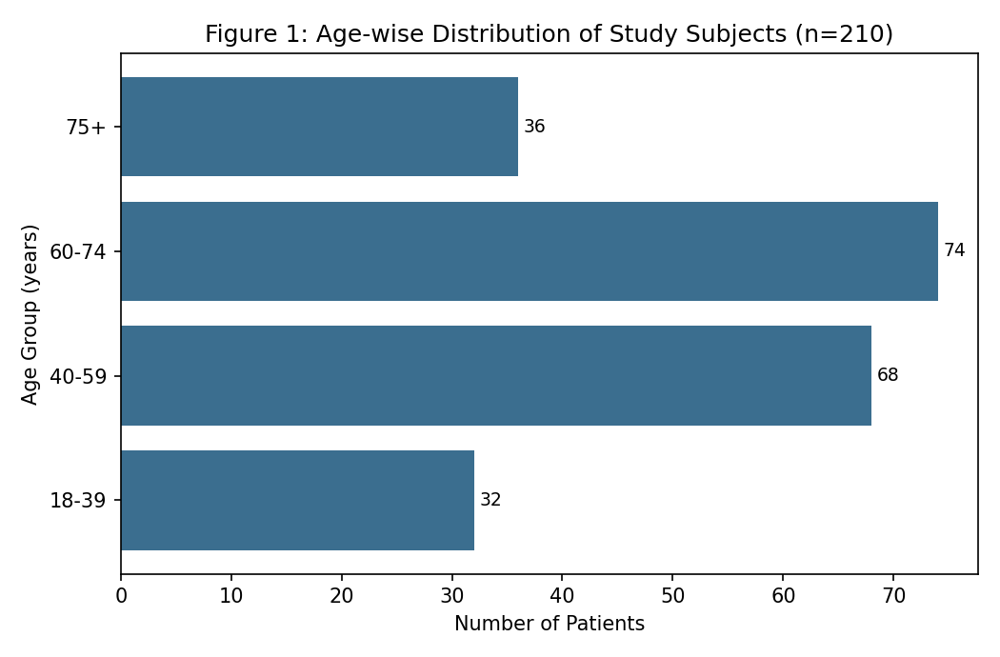 Figure 1: Age-wise Distribution of Study Subjects (n=210)
Age Group (years)
75+
36
60-74
74
40-59
68
18-39
32
0 10 20 30 40 50 60 70
Number of Patients